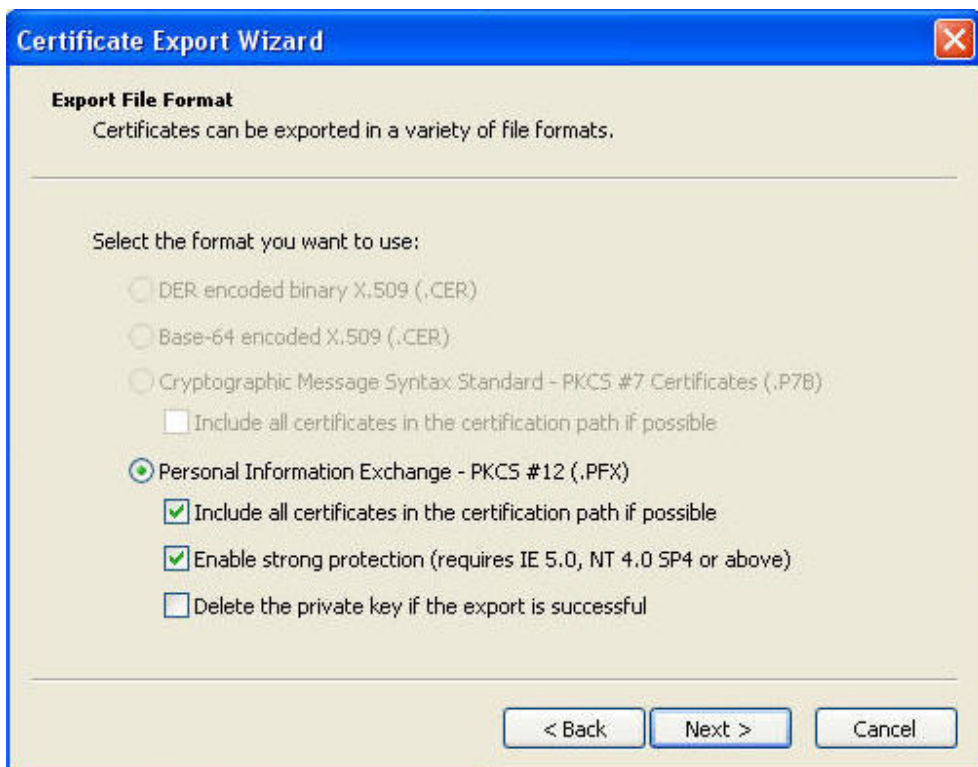 Certificate Export Wizard
Export File Format
Certificates can be exported in a variety of file formats.
Select the format you want to use:
DER encoded binary X.509 (.CER)
Base-64 encoded X.509 (.CER)
Cryptographic Message Syntax Standard - PKCS #7 Certificates (.P7B)
Include all certificates in the certification path if possible
Personal Information Exchange - PKCS #12 (.PFX)
Include all certificates in the certification path if possible
Enable strong protection (requires IE 5.0, NT 4.0 SP4 or above)
Delete the private key if the export is successful
< Back Next > Cancel